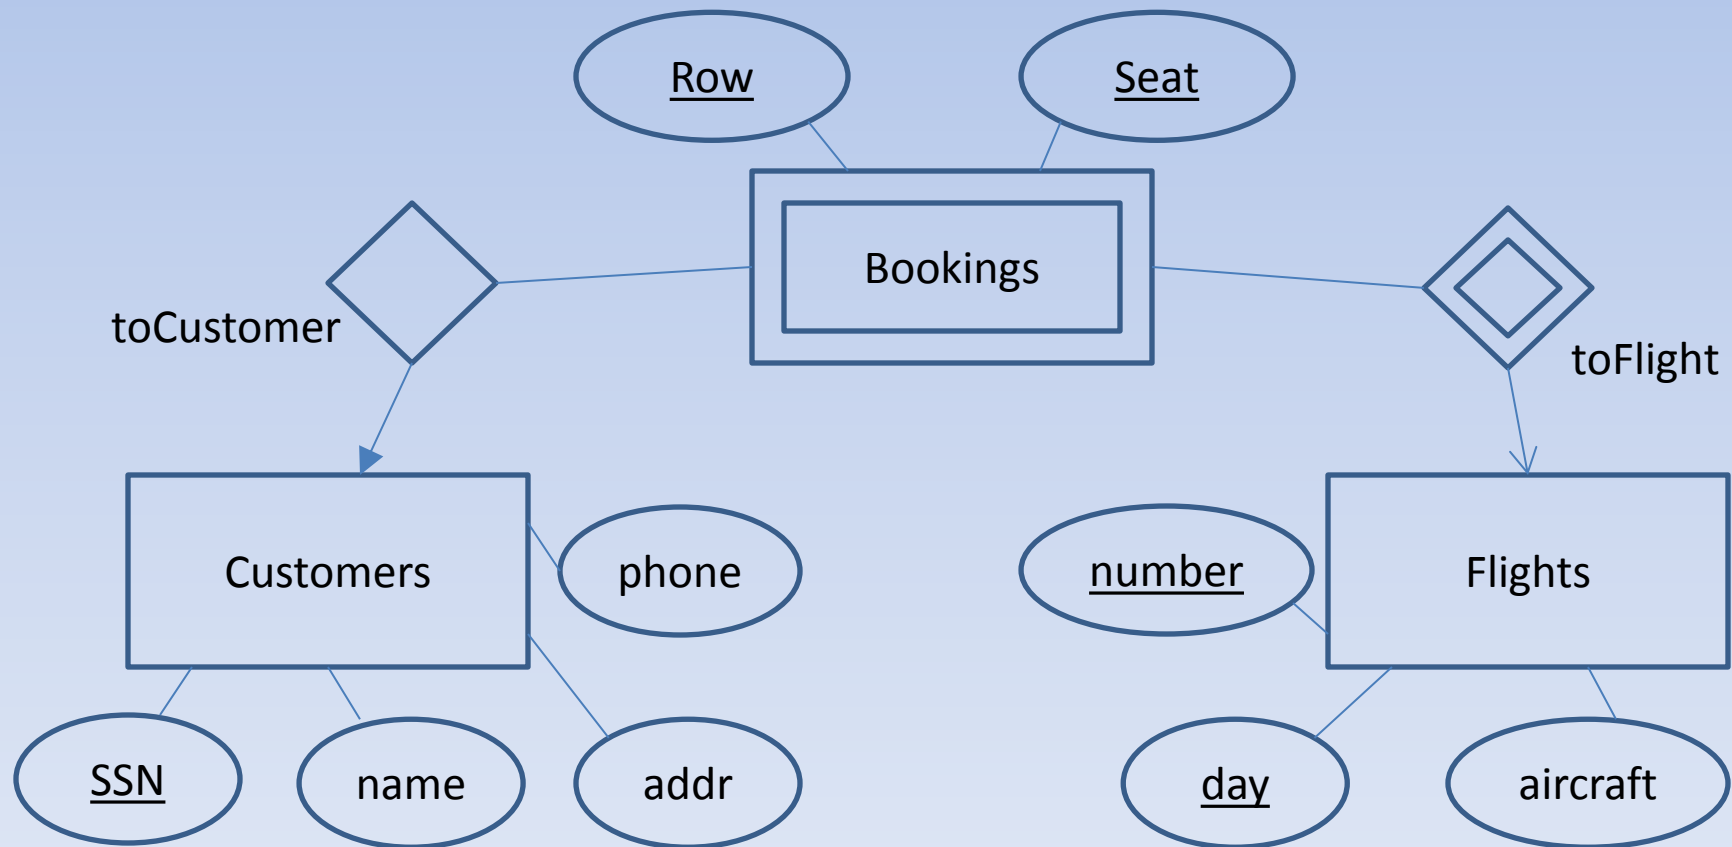 Row
Seat
Bookings
toCustomer
toFlight
Customers
phone
number
Flights
SSN
name
addr
day
aircraft